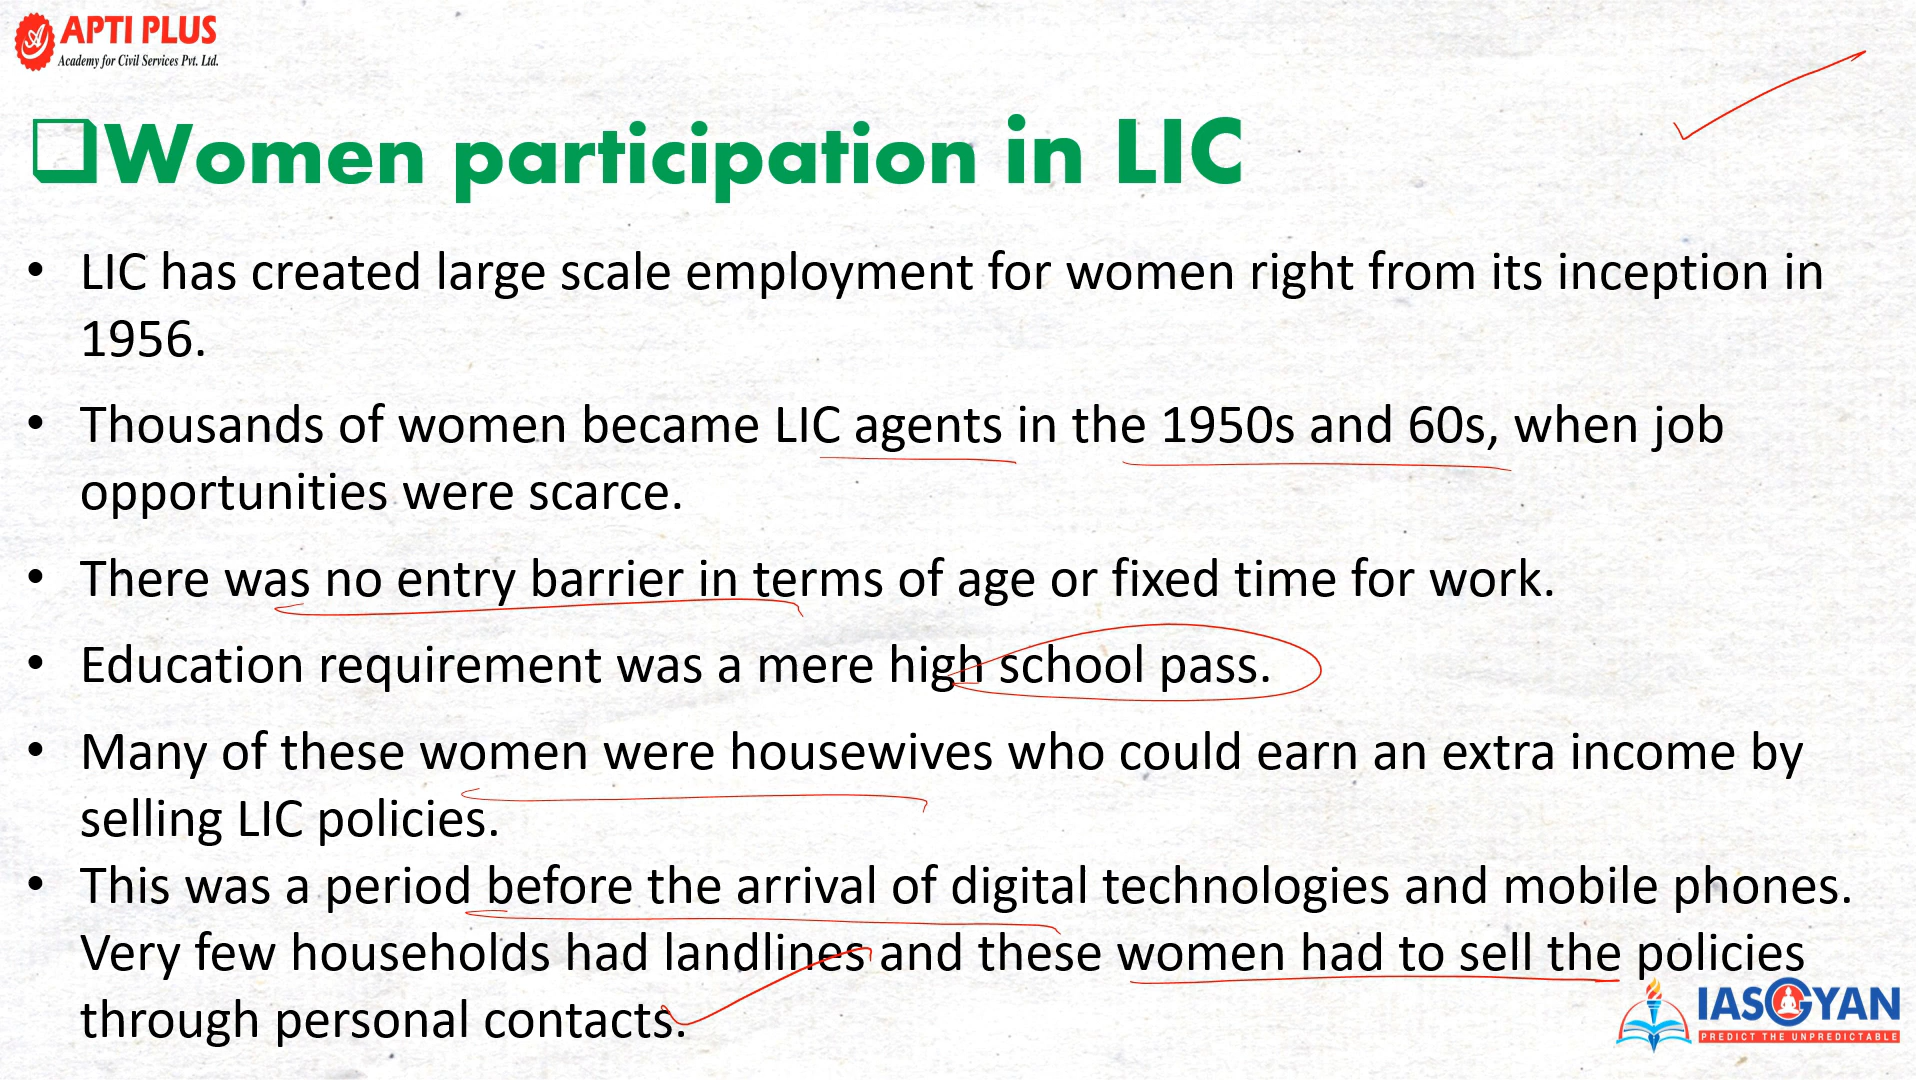 APTI PLUS
Academy for Civil Services Pvt. Ltd.
Women participation in LIC
• LIC has created large scale employment for women right from its inception in
1956.
• Thousands of women became LIC agents in the 1950s and 60s, when job
opportunities were scarce.
• There was no entry barrier in terms of age or fixed time for work.
• Education requirement was a mere high school pass.
• Many of these women were housewives who could earn an extra income by
selling LIC policies.
• This was a period before the arrival of digital technologies and mobile phones.
Very few households had landlines and these women had to sell the policies
through personal contacts.
IASGYAN
PREDICT THE UNPREDICTABLE